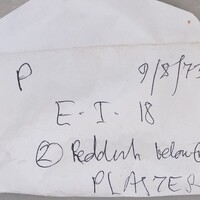 P 9/8/73
E. I. 18
② Reddish below
PLASTER